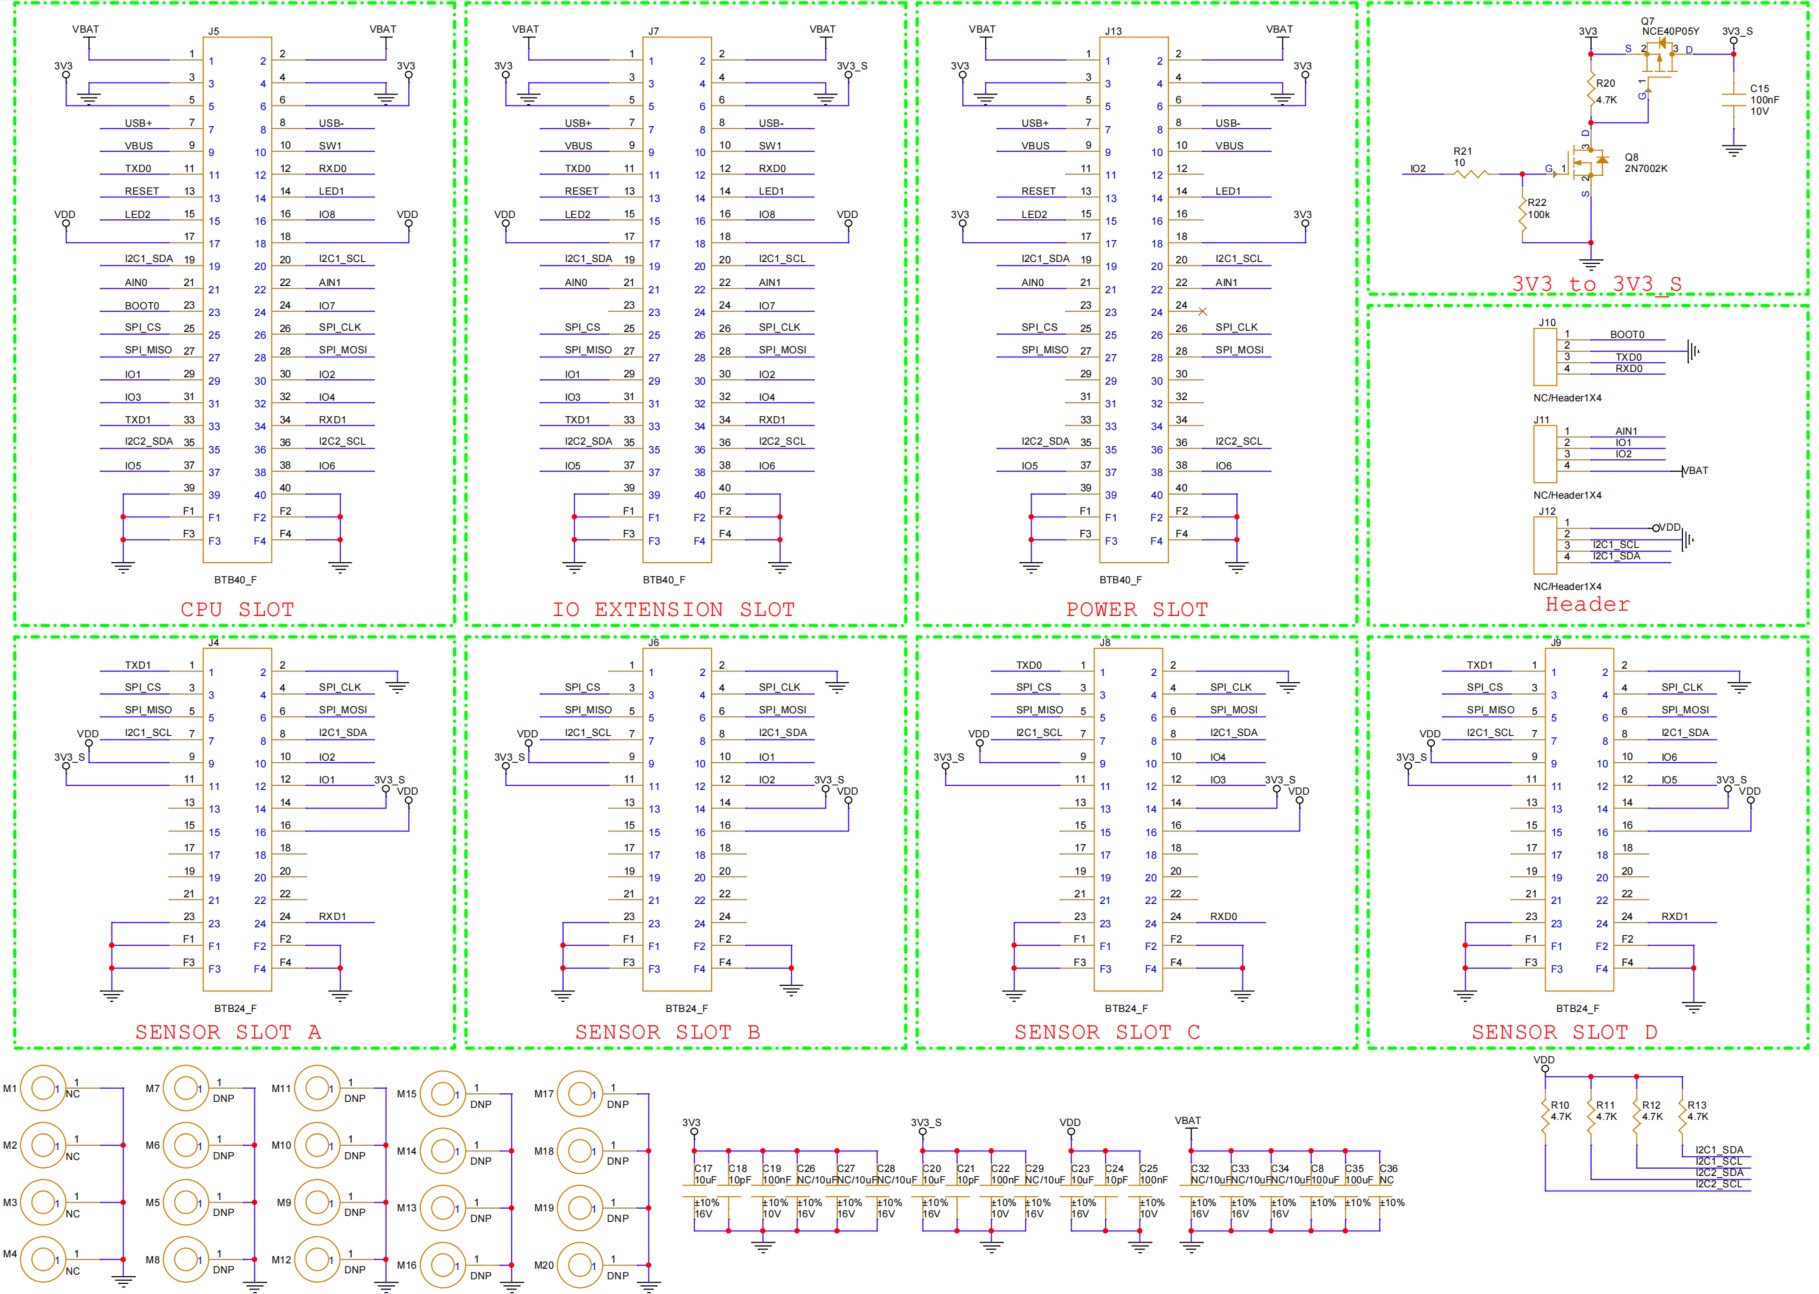 J5
VBAT VBAT
3V3 3V3
1 1 2 2
3 3 4 4
5 5 6 6
USB+ 7 7 8 8 USB-
VBUS 9 9 10 10 SW1
TXD0 11 11 12 12 RXD0
RESET 13 13 14 14 LED1
LED2 15 15 16 16 IO8
VDD 17 17 18 18 VDD
I2C1_SDA 19 19 20 20 I2C1_SCL
AIN0 21 21 22 22 AIN1
BOOT0 23 23 24 24 IO7
SPI_CS 25 25 26 26 SPI_CLK
SPI_MISO 27 27 28 28 SPI_MOSI
IO1 29 29 30 30 IO2
IO3 31 31 32 32 IO4
TXD1 33 33 34 34 RXD1
I2C2_SDA 35 35 36 36 I2C2_SCL
IO5 37 37 38 38 IO6
39 39 40 40
F1 F1 F2 F2
F3 F3 F4 F4
BTB40_F
CPU SLOT
J7
VBAT VBAT
3V3 3V3_S
1 1 2 2
3 3 4 4
5 5 6 6
USB+ 7 7 8 8 USB-
VBUS 9 9 10 10 SW1
TXD0 11 11 12 12 RXD0
RESET 13 13 14 14 LED1
LED2 15 15 16 16 IO8
VDD 17 17 18 18 VDD
I2C1_SDA 19 19 20 20 I2C1_SCL
AIN0 21 21 22 22 AIN1
23 23 24 24 IO7
SPI_CS 25 25 26 26 SPI_CLK
SPI_MISO 27 27 28 28 SPI_MOSI
IO1 29 29 30 30 IO2
IO3 31 31 32 32 IO4
TXD1 33 33 34 34 RXD1
I2C2_SDA 35 35 36 36 I2C2_SCL
IO5 37 37 38 38 IO6
39 39 40 40
F1 F1 F2 F2
F3 F3 F4 F4
BTB40_F
IO EXTENSION SLOT
J13
VBAT VBAT
3V3 3V3
1 1 2 2
3 3 4 4
5 5 6 6
USB+ 7 7 8 8 USB-
VBUS 9 9 10 10 VBUS
11 11 12 12
RESET 13 13 14 14 LED1
LED2 15 15 16 16
3V3 17 17 18 18 3V3
I2C1_SDA 19 19 20 20 I2C1_SCL
AIN0 21 21 22 22 AIN1
23 23 24 24
SPI_CS 25 25 26 26 SPI_CLK
SPI_MISO 27 27 28 28 SPI_MOSI
29 29 30 30
31 31 32 32
33 33 34 34
I2C2_SDA 35 35 36 36 I2C2_SCL
IO5 37 37 38 38 IO6
39 39 40 40
F1 F1 F2 F2
F3 F3 F4 F4
BTB40_F
POWER SLOT
Q7
NCE40P05Y
3V3 S 2 3 D 3V3_S
1 G
R20
4.7K
C15
100nF
10V
D 3
IO2
R21
10
G 1
2 S
Q8
2N7002K
R22
100k
3V3 to 3V3_S
J10
1 BOOT0
2
3 TXD0
4 RXD0
NC/Header1X4
J11
1 AIN1
2 IO1
3 IO2
4 VBAT
NC/Header1X4
J12
1 VDD
2
3 I2C1_SCL
4 I2C1_SDA
NC/Header1X4
Header
J4
TXD1 1 1 2 2
SPI_CS 3 3 4 4 SPI_CLK
SPI_MISO 5 5 6 6 SPI_MOSI
I2C1_SCL 7 7 8 8 I2C1_SDA
VDD 9 9 10 10 IO2
3V3_S 11 11 12 12 IO1
13 13 14 14 3V3_S
15 15 16 16 VDD
17 17 18 18
19 19 20 20
21 21 22 22
23 23 24 24 RXD1
F1 F1 F2 F2
F3 F3 F4 F4
BTB24_F
SENSOR SLOT A
J6
1 1 2 2
SPI_CS 3 3 4 4 SPI_CLK
SPI_MISO 5 5 6 6 SPI_MOSI
I2C1_SCL 7 7 8 8 I2C1_SDA
VDD 9 9 10 10 IO1
3V3_S 11 11 12 12 IO2
13 13 14 14 3V3_S
15 15 16 16 VDD
17 17 18 18
19 19 20 20
21 21 22 22
23 23 24 24
F1 F1 F2 F2
F3 F3 F4 F4
BTB24_F
SENSOR SLOT B
J8
TXD0 1 1 2 2
SPI_CS 3 3 4 4 SPI_CLK
SPI_MISO 5 5 6 6 SPI_MOSI
I2C1_SCL 7 7 8 8 I2C1_SDA
VDD 9 9 10 10 IO4
3V3_S 11 11 12 12 IO3
13 13 14 14 3V3_S
15 15 16 16 VDD
17 17 18 18
19 19 20 20
21 21 22 22
23 23 24 24 RXD0
F1 F1 F2 F2
F3 F3 F4 F4
BTB24_F
SENSOR SLOT C
J9
TXD1 1 1 2 2
SPI_CS 3 3 4 4 SPI_CLK
SPI_MISO 5 5 6 6 SPI_MOSI
I2C1_SCL 7 7 8 8 I2C1_SDA
VDD 9 9 10 10 IO6
3V3_S 11 11 12 12 IO5
13 13 14 14 3V3_S
15 15 16 16 VDD
17 17 18 18
19 19 20 20
21 21 22 22
23 23 24 24 RXD1
F1 F1 F2 F2
F3 F3 F4 F4
BTB24_F
SENSOR SLOT D
M1 1 1 NC
M2 1 1 NC
M3 1 1 NC
M4 1 1 NC
M7 1 1 DNP
M6 1 1 DNP
M5 1 1 DNP
M8 1 1 DNP
M11 1 1 DNP
M10 1 1 DNP
M9 1 1 DNP
M12 1 1 DNP
M15 1 1 DNP
M14 1 1 DNP
M13 1 1 DNP
M16 1 1 DNP
M17 1 1 DNP
M18 1 1 DNP
M19 1 1 DNP
M20 1 1 DNP
3V3
C17 C18 C19 C26 C27 C28
10uF 10pF 100nF NC/10uF NC/10uF NC/10uF
±10% ±10% ±10% ±10% ±10%
16V 10V 16V 16V 16V
3V3_S
C20 C21 C22 C29
10uF 10pF 100nF NC/10uF
±10% ±10% ±10%
16V 10V 16V
VDD
C23 C24 C25
10uF 10pF 100nF
±10% ±10%
16V 10V
VBAT
C32 C33 C34 C8 C35 C36
NC/10uF NC/10uF NC/10uF 100uF 100uF NC
±10% ±10% ±10% ±10% ±10% ±10%
16V 16V 16V
VDD
R10 R11 R12 R13
4.7K 4.7K 4.7K 4.7K
I2C1_SDA
I2C1_SCL
I2C2_SDA
I2C2_SCL